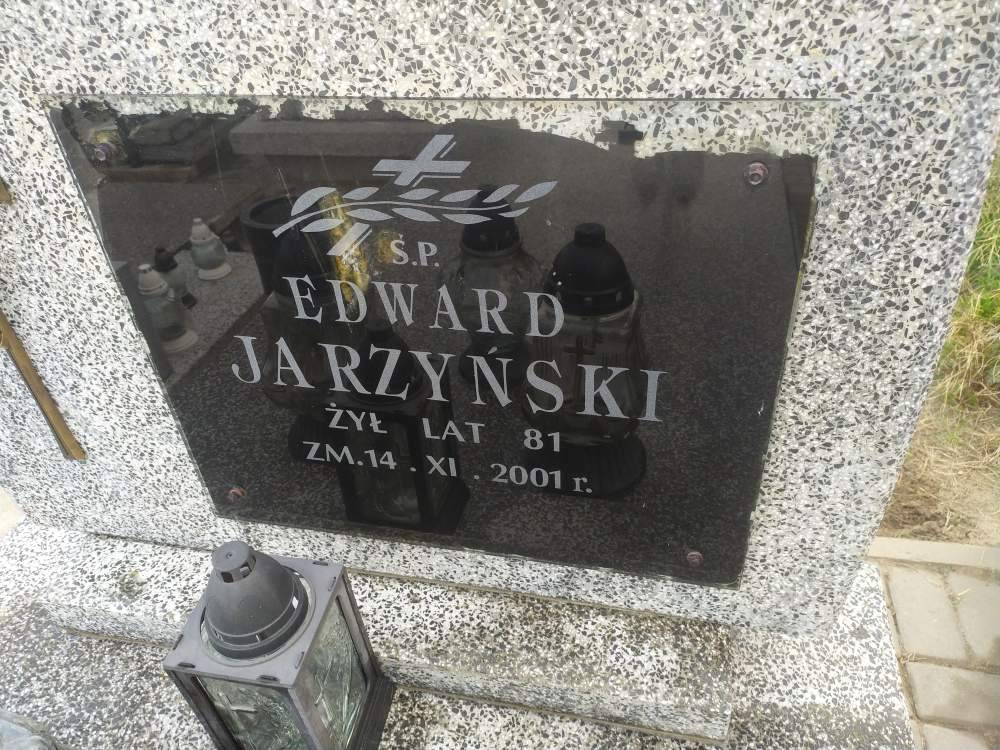 Ś.P.
EDWARD
JARZYŃSKI
ŻYŁ LAT 81
ZM.14.XI.2001 r.